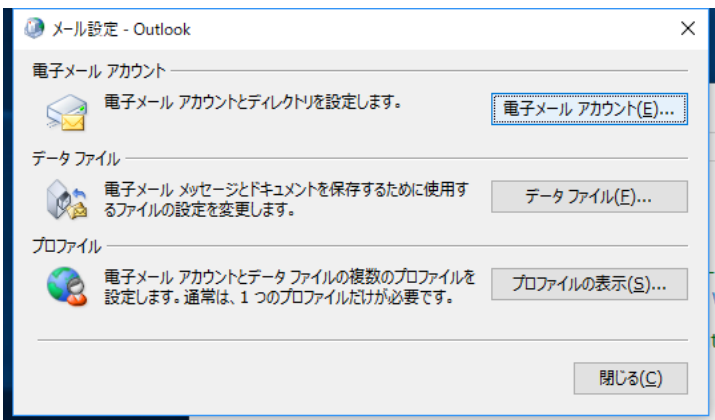 メール設定 - Outlook
電子メール アカウント
電子メール アカウントとディレクトリを設定します。
電子メール アカウント(E)...
データ ファイル
電子メール メッセージとドキュメントを保存するために使用す
るファイルの設定を変更します。
データ ファイル(F)...
プロファイル
電子メール アカウントとデータ ファイルの複数のプロファイルを
設定します。通常は、1 つのプロファイルだけが必要です。
プロファイルの表示(S)...
閉じる(C)